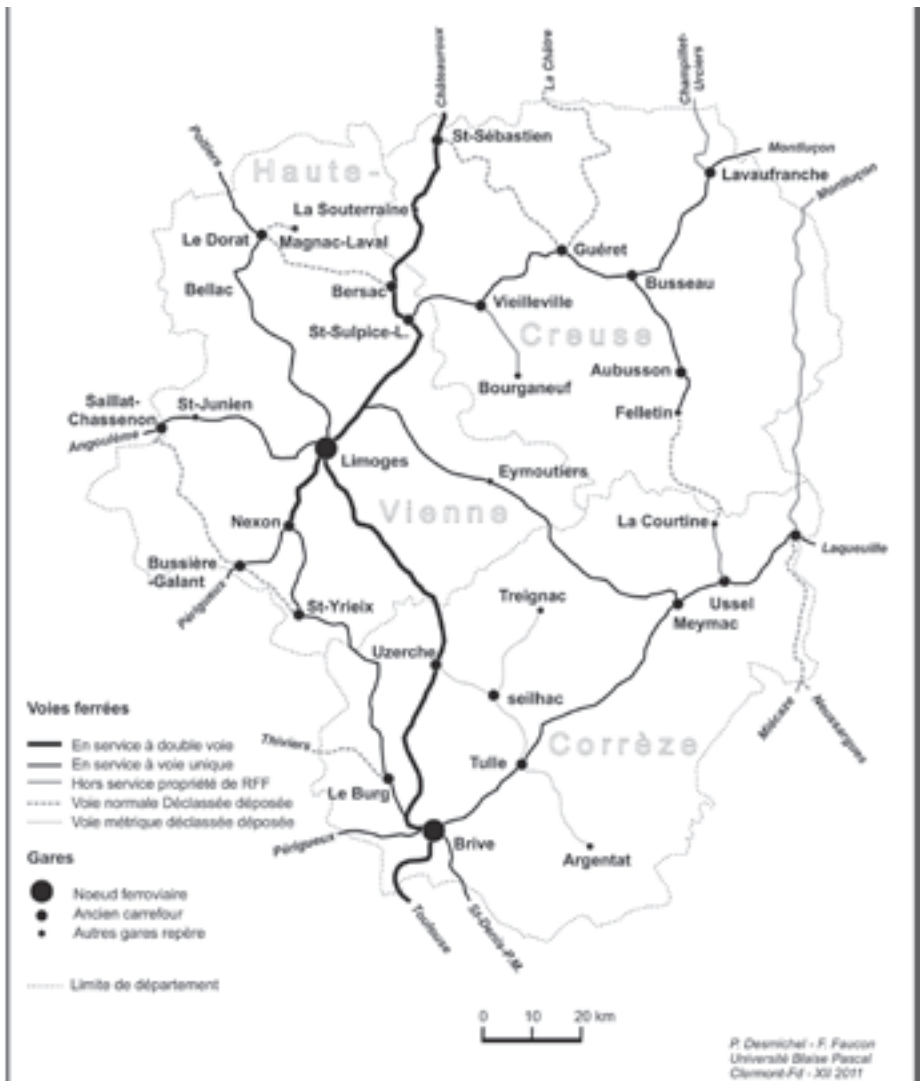 Châteauroux
La Châtre
Champillet-
Urciers
St-Sébastien
Montluçon
Poitiers
Haute-
Lavaufranche
Montluçon
La Souterraine
Le Dorat
Magnac-Laval
Guéret
Bellac
Bersac
Busseau
Vieilleville
St-Sulpice-L.
Creuse
Aubusson
Bourganeuf
Saillat-
Chassenon
St-Junien
Felletin
Angoulême
Limoges
Eymoutiers
Vienne
Nexon
La Courtine
Laqueuille
Bussière
-Galant
Treignac
Ussel
Périgueux
St-Yrieix
Meymac
Uzerche
seilhac
Miécaze
Neussargues
Voies ferrées
En service à double voie
En service à voie unique
Hors service propriété de RFF
Voie normale Déclassée déposée
Voie métrique déclassée déposée
Thiviers
Corrèze
Tulle
Le Burg
Périgueux
Brive
Argentat
Gares
Noeud ferroviaire
Ancien carrefour
Autres gares repère
Toulouse
St-Denis-P.M.
Limite de département
0 10 20 km
P. Desmichel - F. Faucon
Université Blaise Pascal
Clermont-Fd - XII 2011